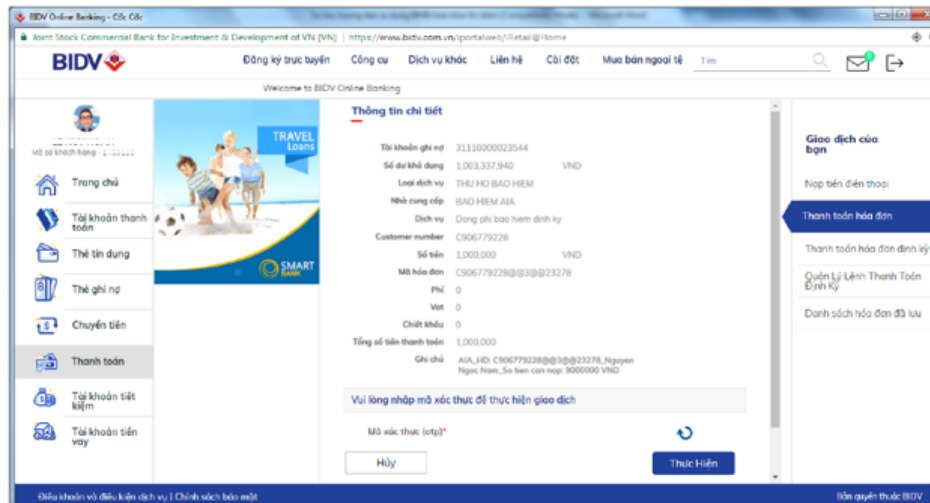 BIDV Online Banking - Cốc Cốc
Joint Stock Commercial Bank for Investment & Development of VN [VN] https://www.bidv.com.vn/iportalweb/iRetail@Home
BIDV
Đăng ký trực tuyến Công cụ Dịch vụ khác Liên hệ Cài đặt Mua bán ngoại tệ Tìm
Welcome to BIDV Online Banking
Mã số khách hàng -
Trang chủ
Tài khoản thanh toán
Thẻ tín dụng
Thẻ ghi nợ
Chuyển tiền
Thanh toán
Tài khoản tiết kiệm
Tài khoản tiền vay
TRAVEL
Loans
SMART
BANK
Thông tin chi tiết
Tài khoản ghi nợ 31110000023544
Số dư khả dụng 1,003,337,940 VND
Loại dịch vụ THU HO BAO HIEM
Nhà cung cấp BAO HIEM AIA
Dịch vụ Dong phi bao hiem dinh ky
Customer number C906779228
Số tiền 1,000,000 VND
Mã hóa đơn C906779228@@3@@23278
Phí 0
Vat 0
Chiết khấu 0
Tổng số tiền thanh toán 1,000,000
Ghi chú AIA_HD: C906779228@@3@@23278_Nguyen
Ngoc Nam_So tien can nop: 9000000 VND
Vui lòng nhập mã xác thực để thực hiện giao dịch
Mã xác thực (otp)*
Hủy Thực Hiện
Giao dịch của
bạn
Nạp tiền điện thoại
Thanh toán hóa đơn
Thanh toán hóa đơn định kỳ
Quản Lý Lệnh Thanh Toán
Định Kỳ
Danh sách hóa đơn đã lưu
Điều khoản và điều kiện dịch vụ | Chính sách bảo mật Bản quyền thuộc BIDV